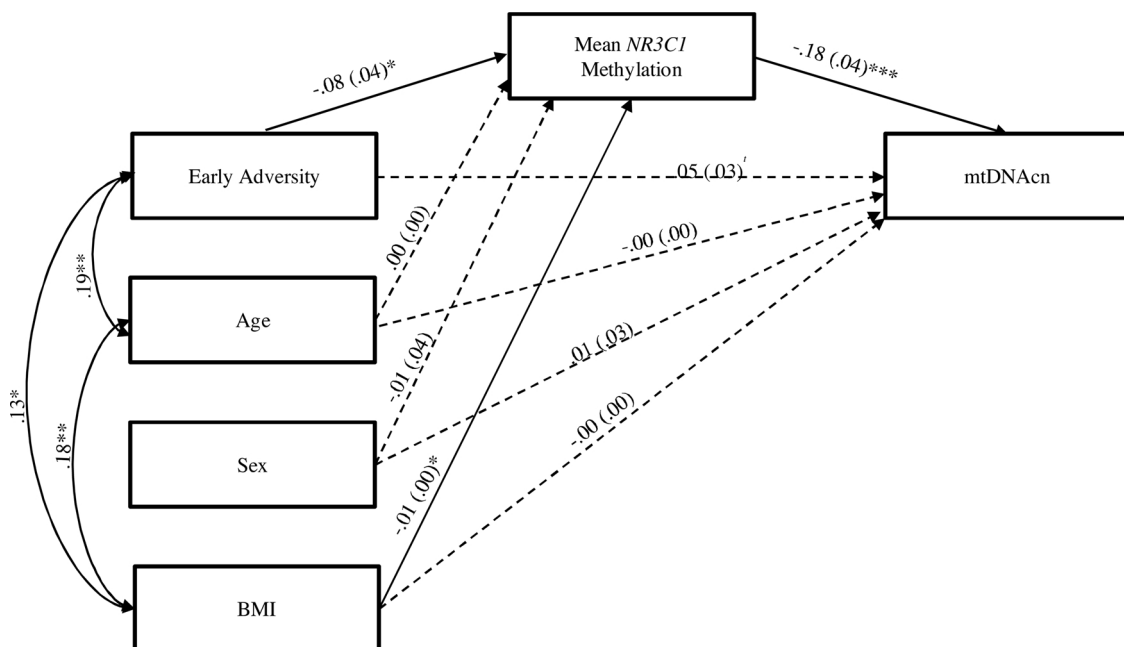 Mean NR3C1
Methylation
-.08 (.04)*
-.18 (.04)***
Early Adversity
.05 (.03)t
mtDNAcn
.00 (.00)
-.00 (.00)
.19**
Age
-.01 (.04)
.01 (.03)
.13*
.18**
-.00 (.00)
Sex
-.01 (.00)*
BMI